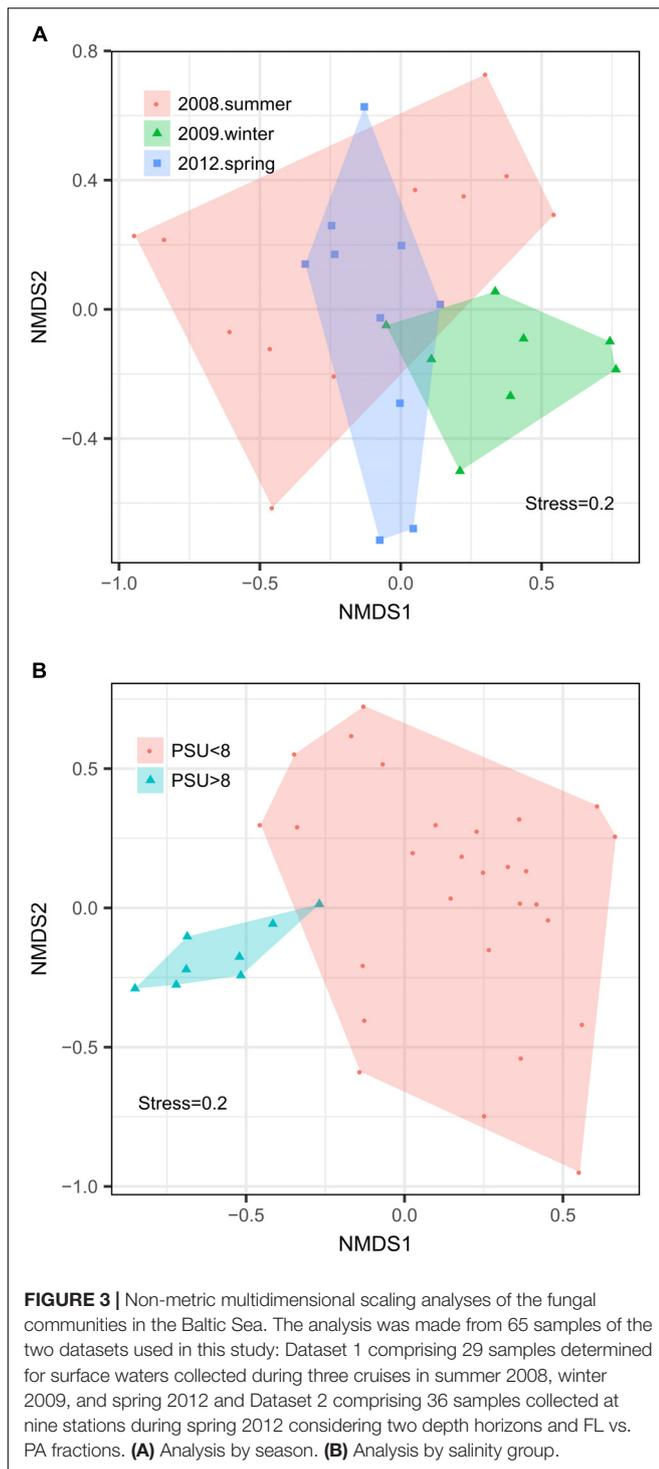 A
0.8
0.4
0.0
−0.4
NMDS2
2008.summer
2009.winter
2012.spring
Stress=0.2
−1.0
−0.5
0.0
0.5
NMDS1
B
0.5
0.0
−0.5
−1.0
NMDS2
PSU<8
PSU>8
Stress=0.2
−0.5
0.0
0.5
NMDS1
FIGURE 3 | Non-metric multidimensional scaling analyses of the fungal
communities in the Baltic Sea. The analysis was made from 65 samples of the
two datasets used in this study: Dataset 1 comprising 29 samples determined
for surface waters collected during three cruises in summer 2008, winter
2009, and spring 2012 and Dataset 2 comprising 36 samples collected at
nine stations during spring 2012 considering two depth horizons and FL vs.
PA fractions. (A) Analysis by season. (B) Analysis by salinity group.